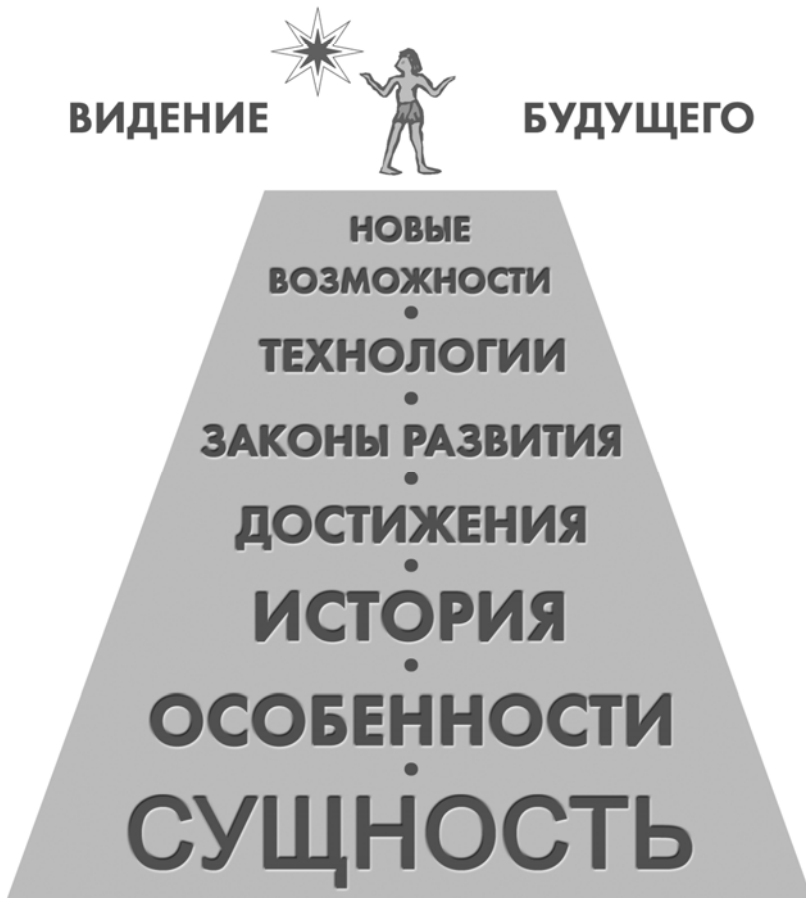 ВИДЕНИЕ БУДУЩЕГО
НОВЫЕ
ВОЗМОЖНОСТИ
•
ТЕХНОЛОГИИ
•
ЗАКОНЫ РАЗВИТИЯ
•
ДОСТИЖЕНИЯ
•
ИСТОРИЯ
•
ОСОБЕННОСТИ
•
СУЩНОСТЬ